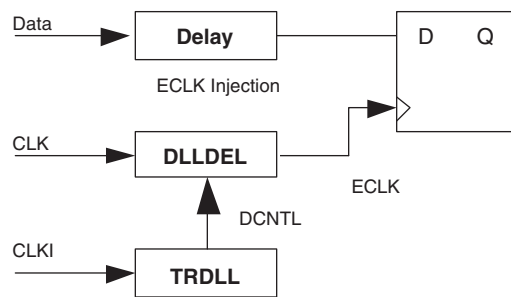 Data
Delay
D Q
ECLK Injection
CLK
DLLDEL
ECLK
DCNTL
CLKI
TRDLL